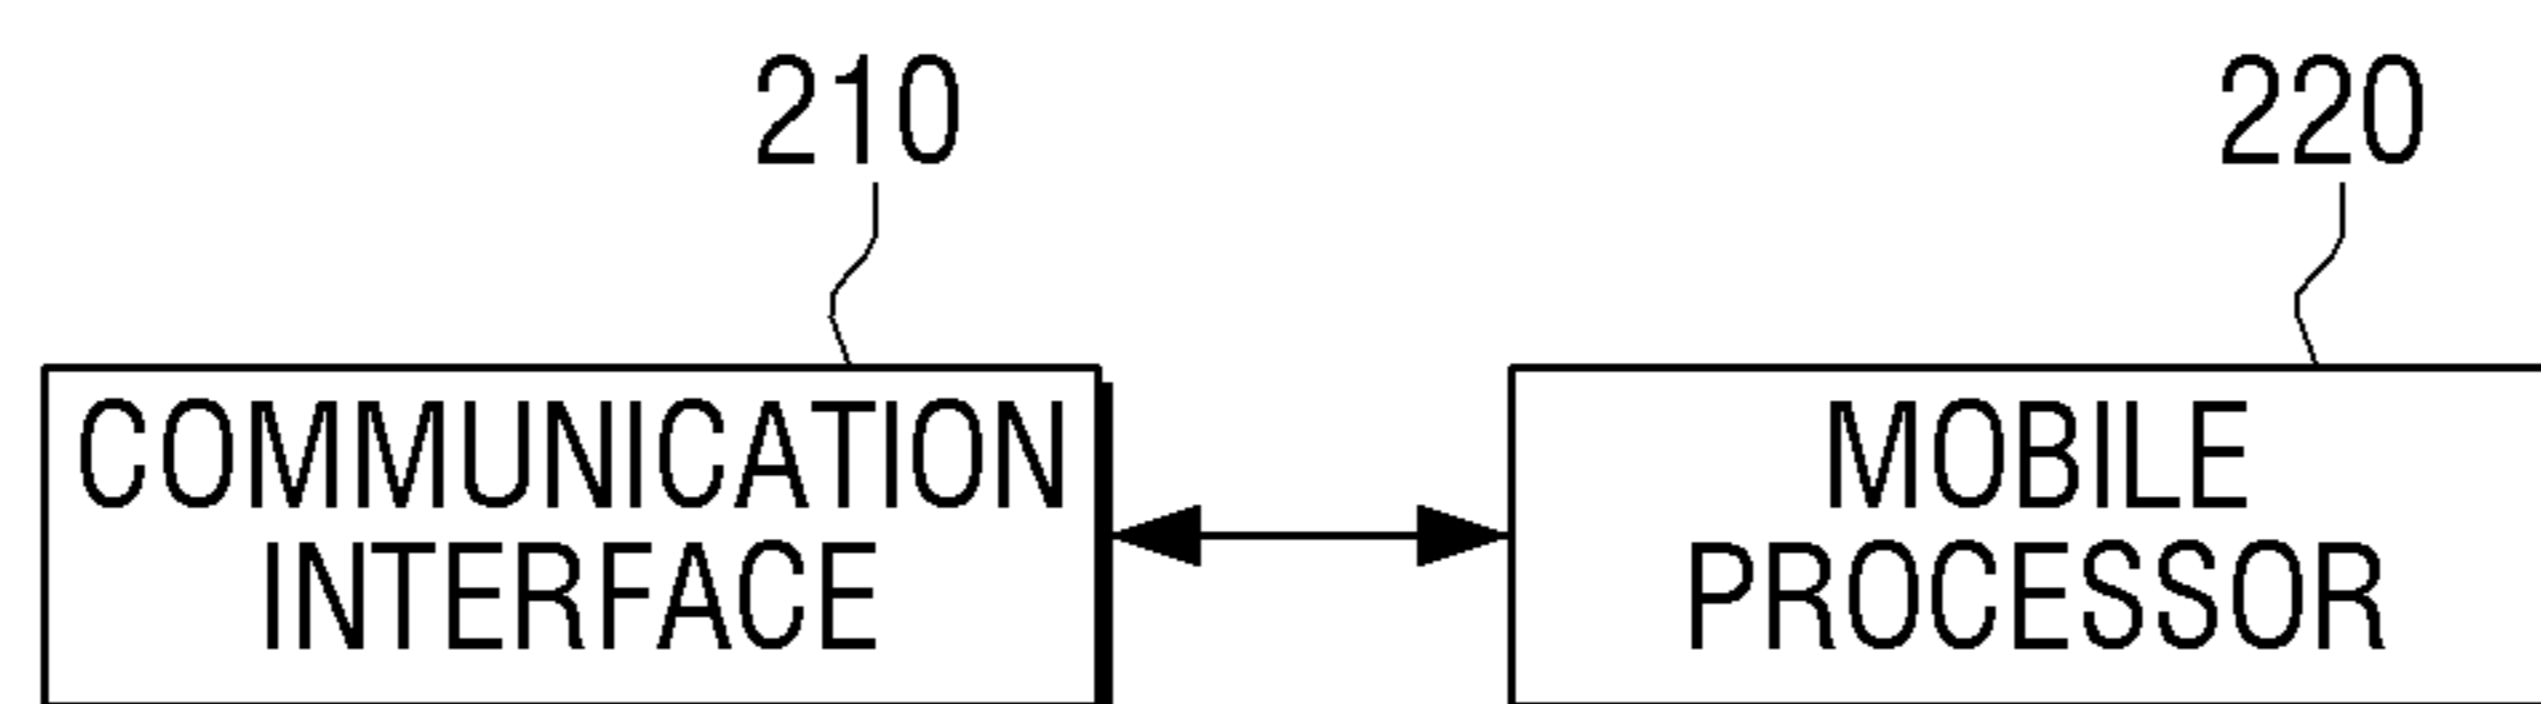 210
220
COMMUNICATION
INTERFACE
MOBILE
PROCESSOR